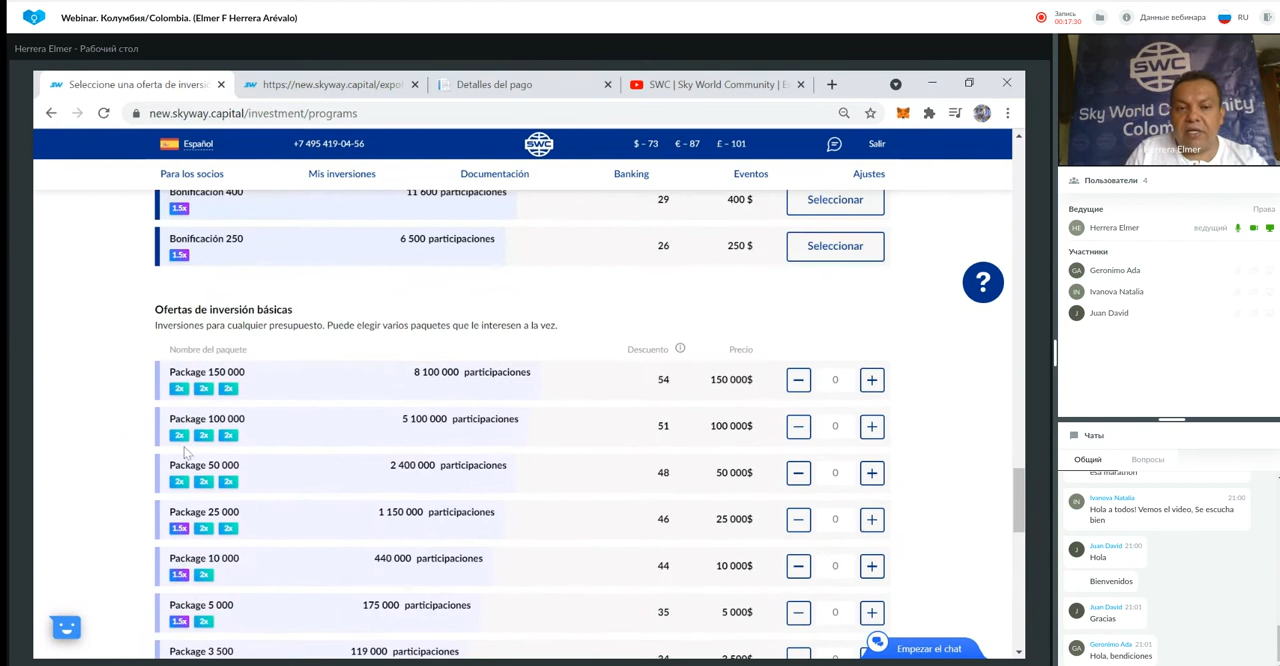 Webinar. Колумбия/Colombia. (Elmer F Herrera Arévalo)
Запись
00:17:30
Данные вебинара
RU
Herrera Elmer - Рабочий стол
Seleccione una oferta de inversi
https://new.skyway.capital/expo
Detalles del pago
SWC | Sky World Community | E
new.skyway.capital/investment/programs
Español
+7 495 419-04-56
SWC
$ – 73
€ – 87
£ – 101
Salir
Para los socios
Mis inversiones
Documentación
Banking
Eventos
Ajustes
Bonificación 400
11 600 participaciones
29
400 $
Seleccionar
1.5x
Bonificación 250
6 500 participaciones
26
250 $
Seleccionar
1.5x
?
Ofertas de inversión básicas
Inversiones para cualquier presupuesto. Puede elegir varios paquetes que le interesen a la vez.
Nombre del paquete
Descuento
Precio
Package 150 000
8 100 000 participaciones
54
150 000$
0
2x 2x 2x
Package 100 000
5 100 000 participaciones
51
100 000$
0
2x 2x 2x
Package 50 000
2 400 000 participaciones
48
50 000$
0
2x 2x 2x
Package 25 000
1 150 000 participaciones
46
25 000$
0
1.5x 2x 2x
Package 10 000
440 000 participaciones
44
10 000$
0
1.5x 2x
Package 5 000
175 000 participaciones
35
5 000$
0
1.5x 2x
Package 3 500
119 000 participaciones
Empezar el chat
SWC
Sky World Community
Colom
Herrera Elmer
Пользователи 4
Ведущие
Права
HE
Herrera Elmer
ведущий
Участники
GA
Geronimo Ada
IN
Ivanova Natalia
J
Juan David
Чаты
Общий
Вопросы
esa marathon
IN
Ivanova Natalia
21:00
Hola a todos! Vemos el video, Se escucha
bien
J
Juan David 21:00
Hola
Bienvenidos
J
Juan David 21:01
Gracias
GA
Geronimo Ada 21:01
Hola, bendiciones